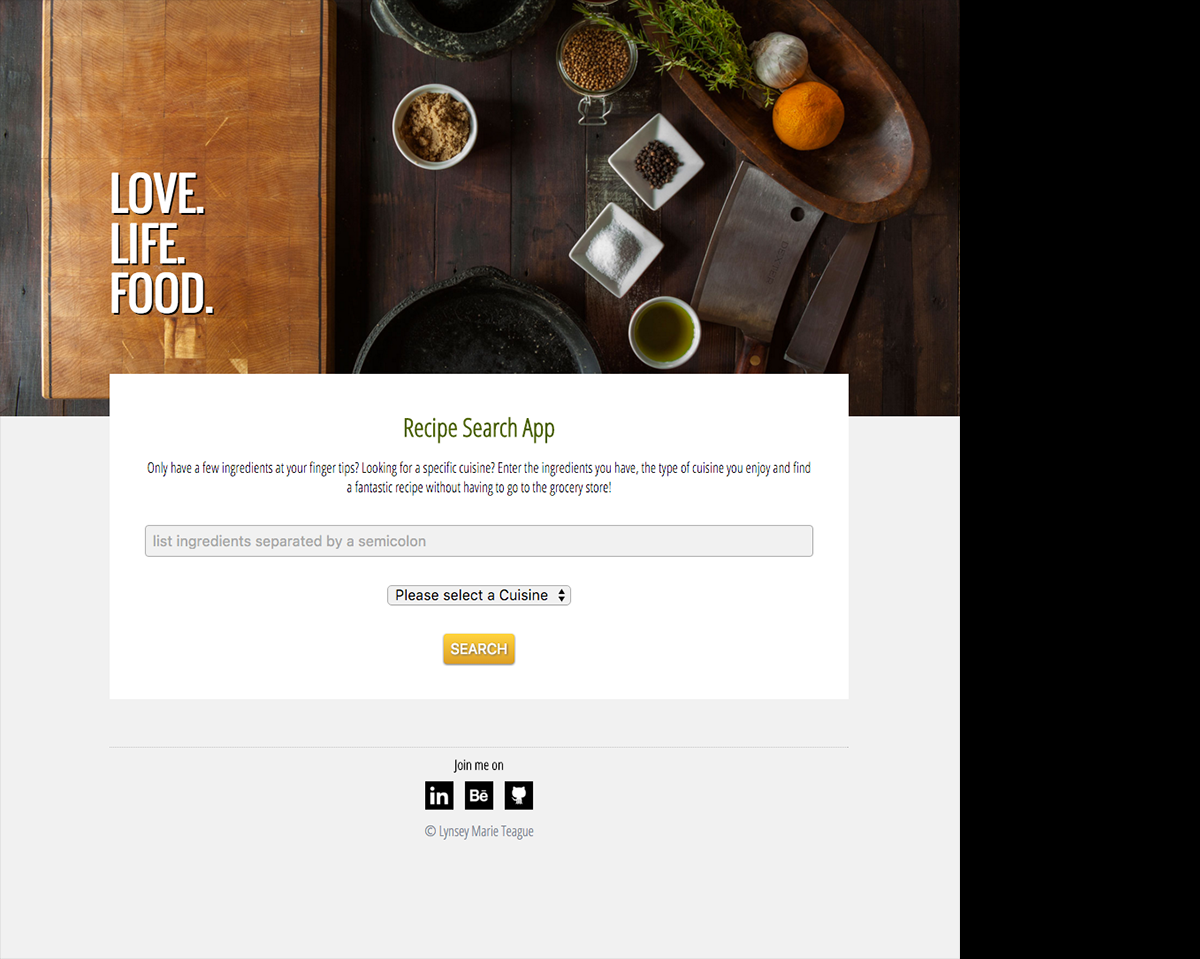 LOVE.
LIFE.
FOOD.
Recipe Search App
Only have a few ingredients at your finger tips? Looking for a specific cuisine? Enter the ingredients you have, the type of cuisine you enjoy and find
a fantastic recipe without having to go to the grocery store!
list ingredients separated by a semicolon
Please select a Cuisine
SEARCH
Join me on
in Bē
© Lynsey Marie Teague